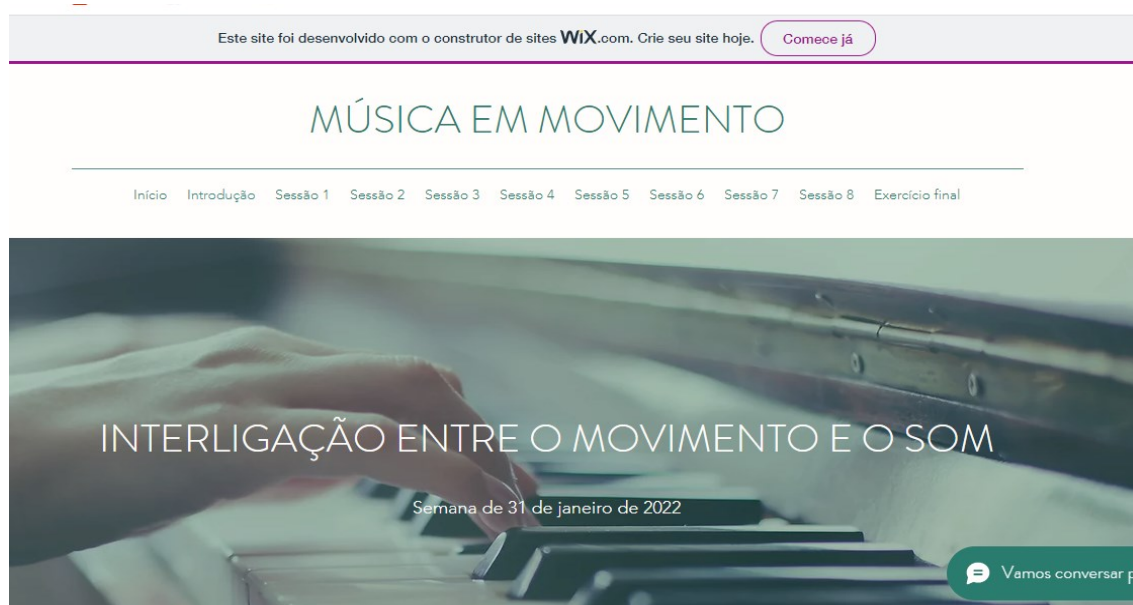 Este site foi desenvolvido com o construtor de sites WiX.com. Crie seu site hoje. Comece já
MÚSICA EM MOVIMENTO
Início Introdução Sessão 1 Sessão 2 Sessão 3 Sessão 4 Sessão 5 Sessão 6 Sessão 7 Sessão 8 Exercício final
INTERLIGAÇÃO ENTRE O MOVIMENTO E O SOM
Semana de 31 de janeiro de 2022
Vamos conversar p